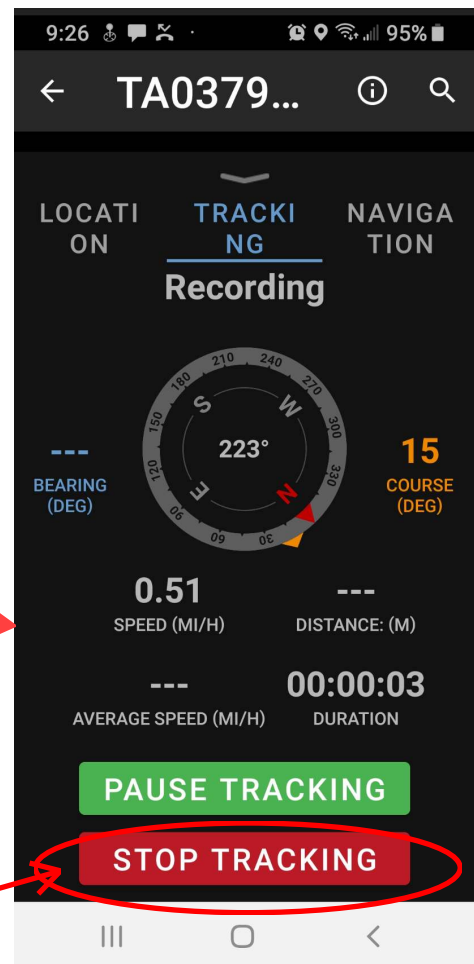 9:26 95%
TA0379...
LOCATI
ON
TRACKI
NG
NAVIGA
TION
Recording
210 240
180 270
S W
150 300
223°
120 330
E N
90
60 30
---
BEARING
(DEG)
15
COURSE
(DEG)
0.51
SPEED (MI/H)
---
DISTANCE: (M)
---
AVERAGE SPEED (MI/H)
00:00:03
DURATION
PAUSE TRACKING
STOP TRACKING